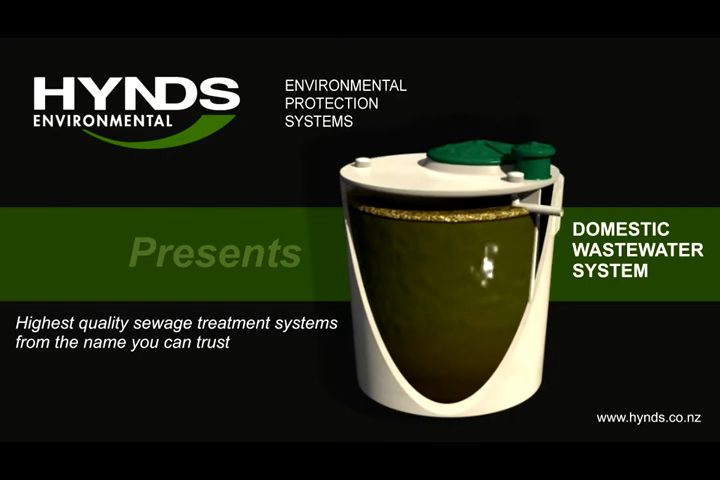 HYNDS
ENVIRONMENTAL
ENVIRONMENTAL
PROTECTION
SYSTEMS
Presents
DOMESTIC
WASTEWATER
SYSTEM
Highest quality sewage treatment systems
from the name you can trust
www.hynds.co.nz